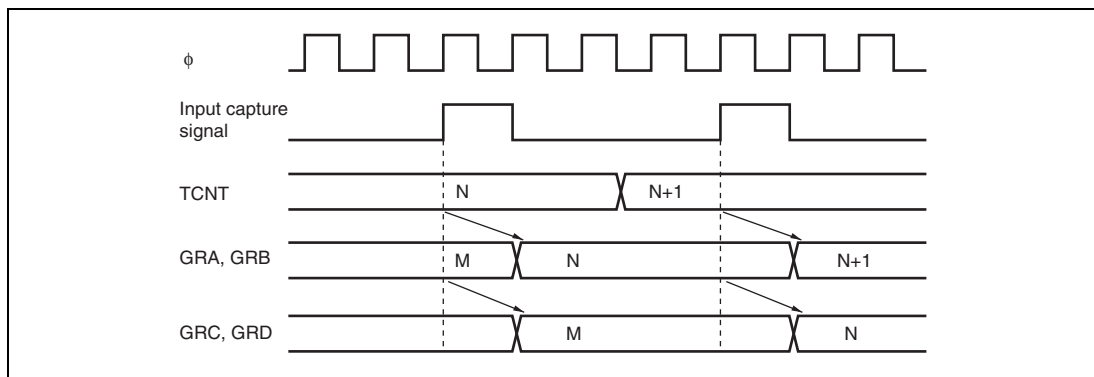 ϕ
Input capture
signal
TCNT N N+1
GRA, GRB M N N+1
GRC, GRD M N